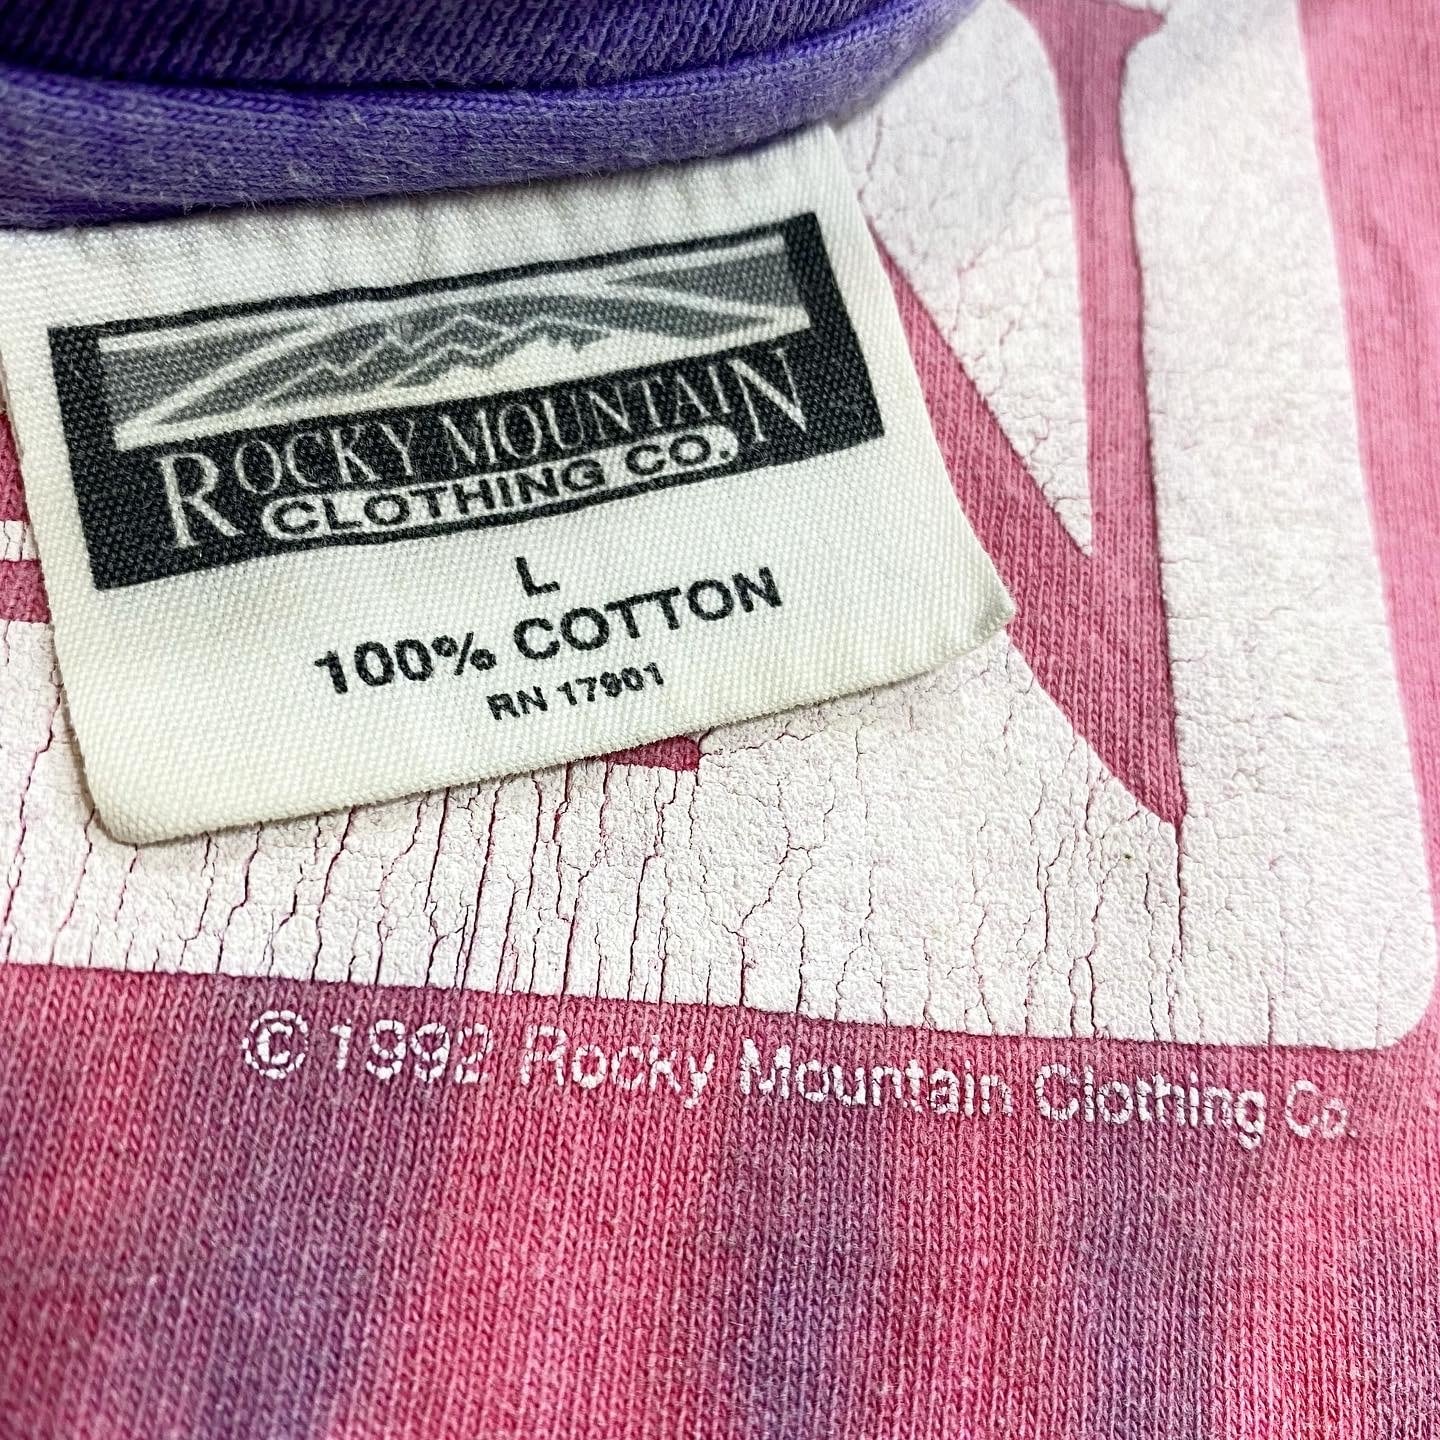 ROCKY MOUNTAIN
CLOTHING CO.
L
100% COTTON
RN 17901
© 1992 Rocky Mountain Clothing Co.